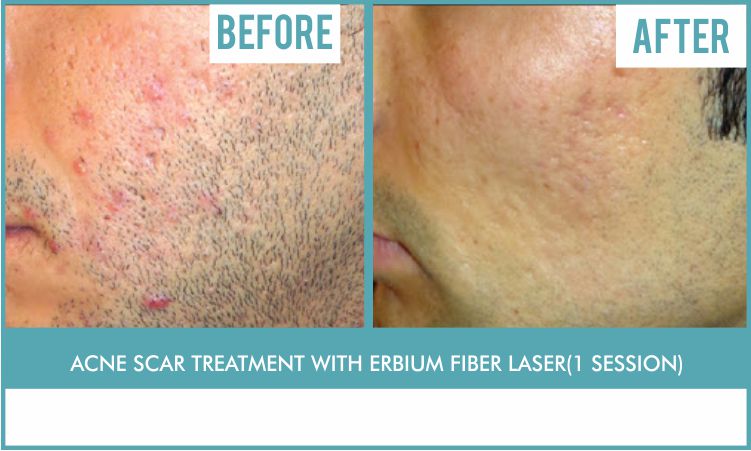 BEFORE
AFTER
ACNE SCAR TREATMENT WITH ERBIUM FIBER LASER(1 SESSION)